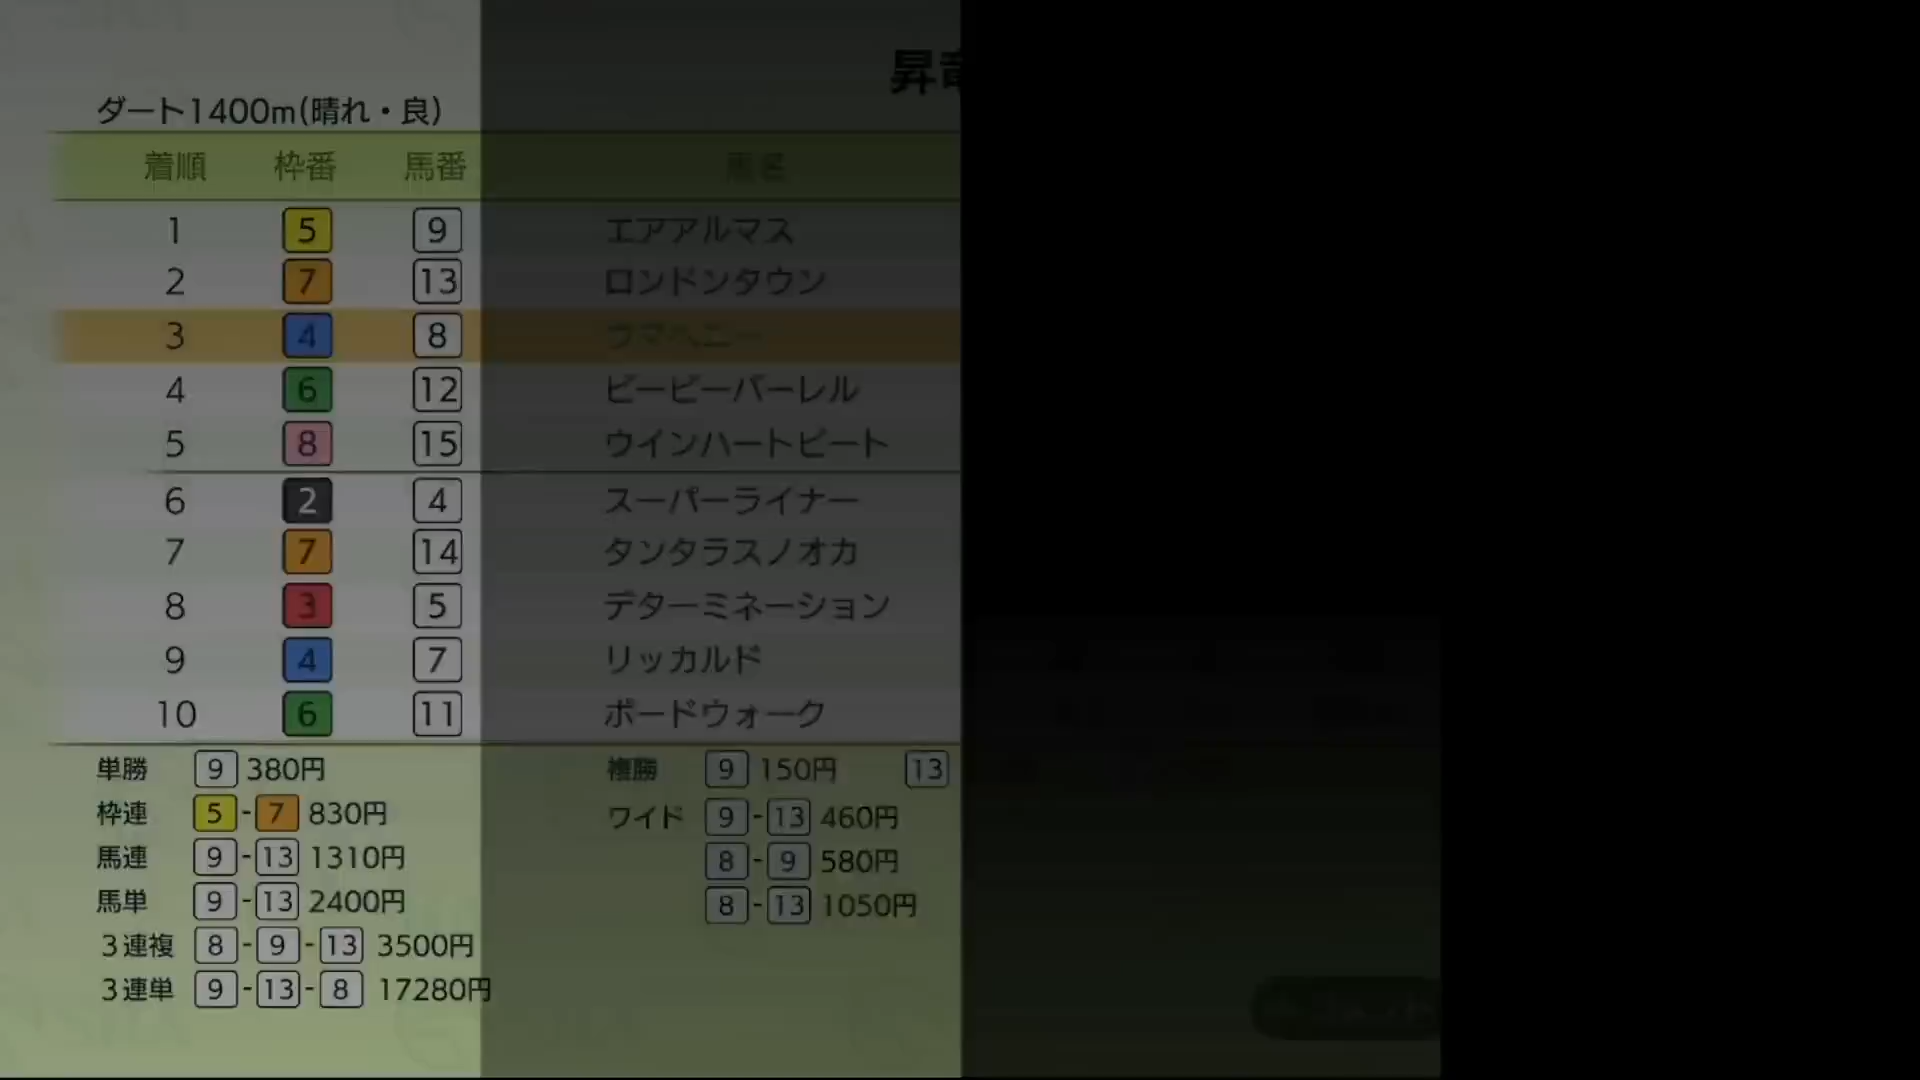 昇竜
ダート1400m(晴れ・良)
着順 枠番 馬番 馬名
1 5 9 エアアルマス
2 7 13 ロンドンタウン
3 4 8
4 6 12 ビービーバーレル
5 8 15 ウインハートビート
6 2 4 スーパーライナー
7 7 14 タンタラスノオカ
8 3 5 デターミネーション
9 4 7 リッカルド
10 6 11 ボードウォーク
単勝 9 380円 複勝 9 150円 13
枠連 5-7 830円 ワイド 9-13 460円
馬連 9-13 1310円 8-9 580円
馬単 9-13 2400円 8-13 1050円
3連複 8-9-13 3500円
3連単 9-13-8 17280円